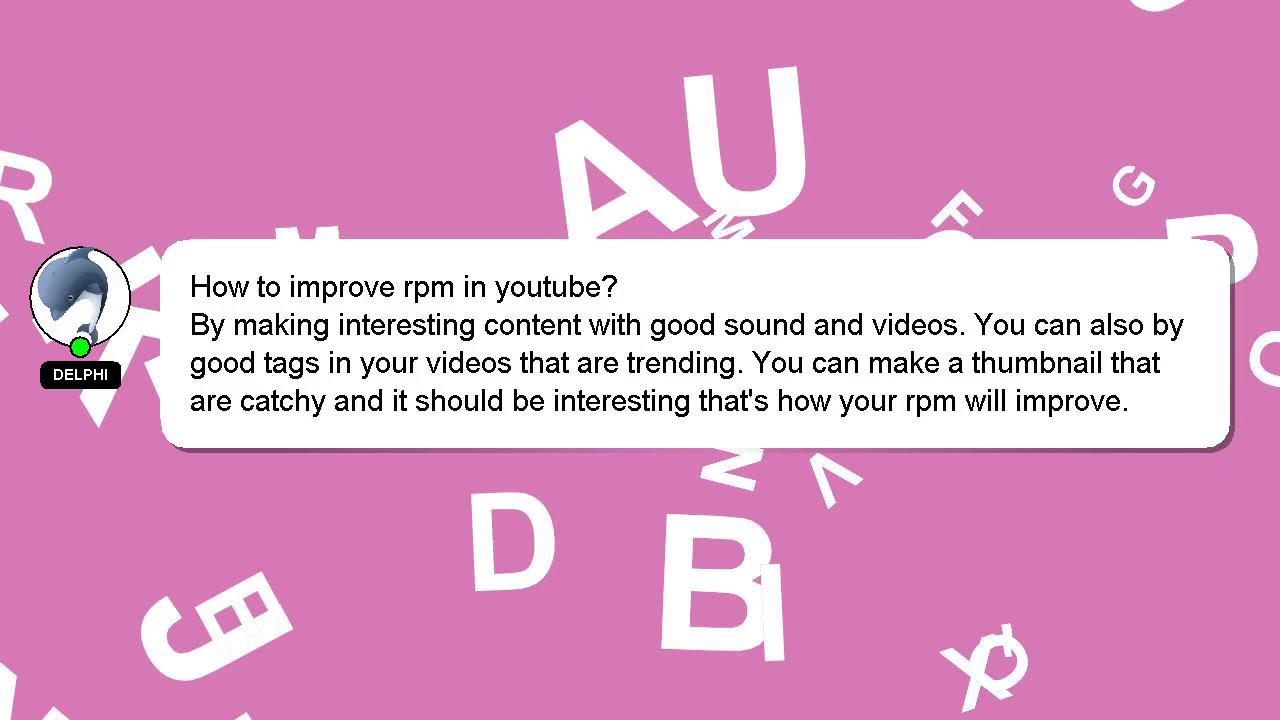 A U
R
M
M
F
G
D
DELPHI
How to improve rpm in youtube?
By making interesting content with good sound and videos. You can also by
good tags in your videos that are trending. You can make a thumbnail that
are catchy and it should be interesting that's how your rpm will improve.
D
B
I
J
E
X